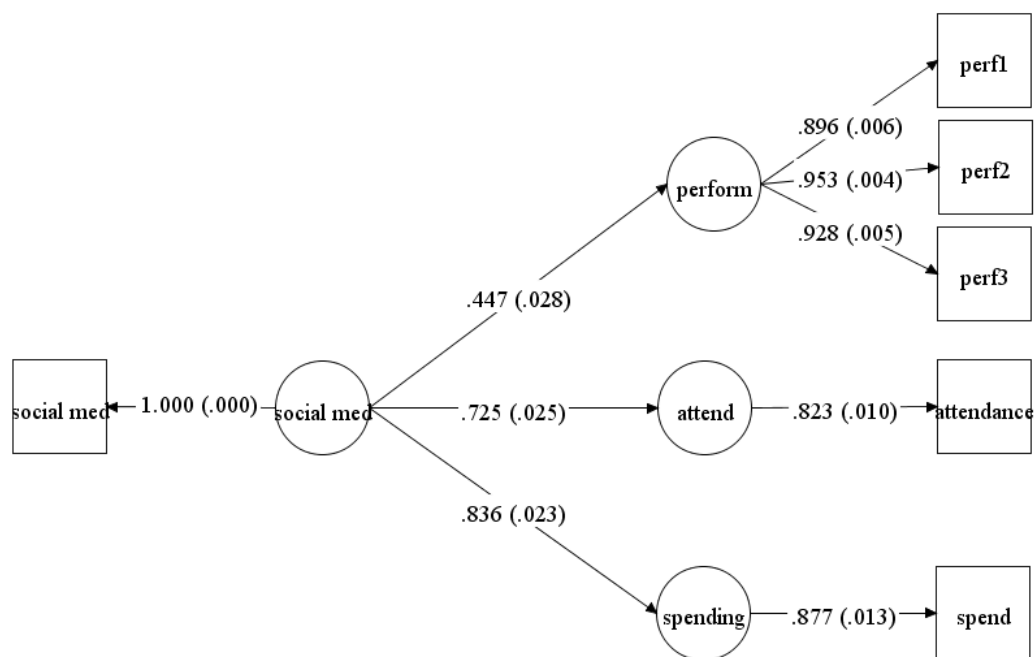 perf1
.896 (.006)
perform
.953 (.004)
perf2
.928 (.005)
perf3
.447 (.028)
social med
1.000 (.000)
social med
.725 (.025)
attend
.823 (.010)
attendance
.836 (.023)
spending
.877 (.013)
spend